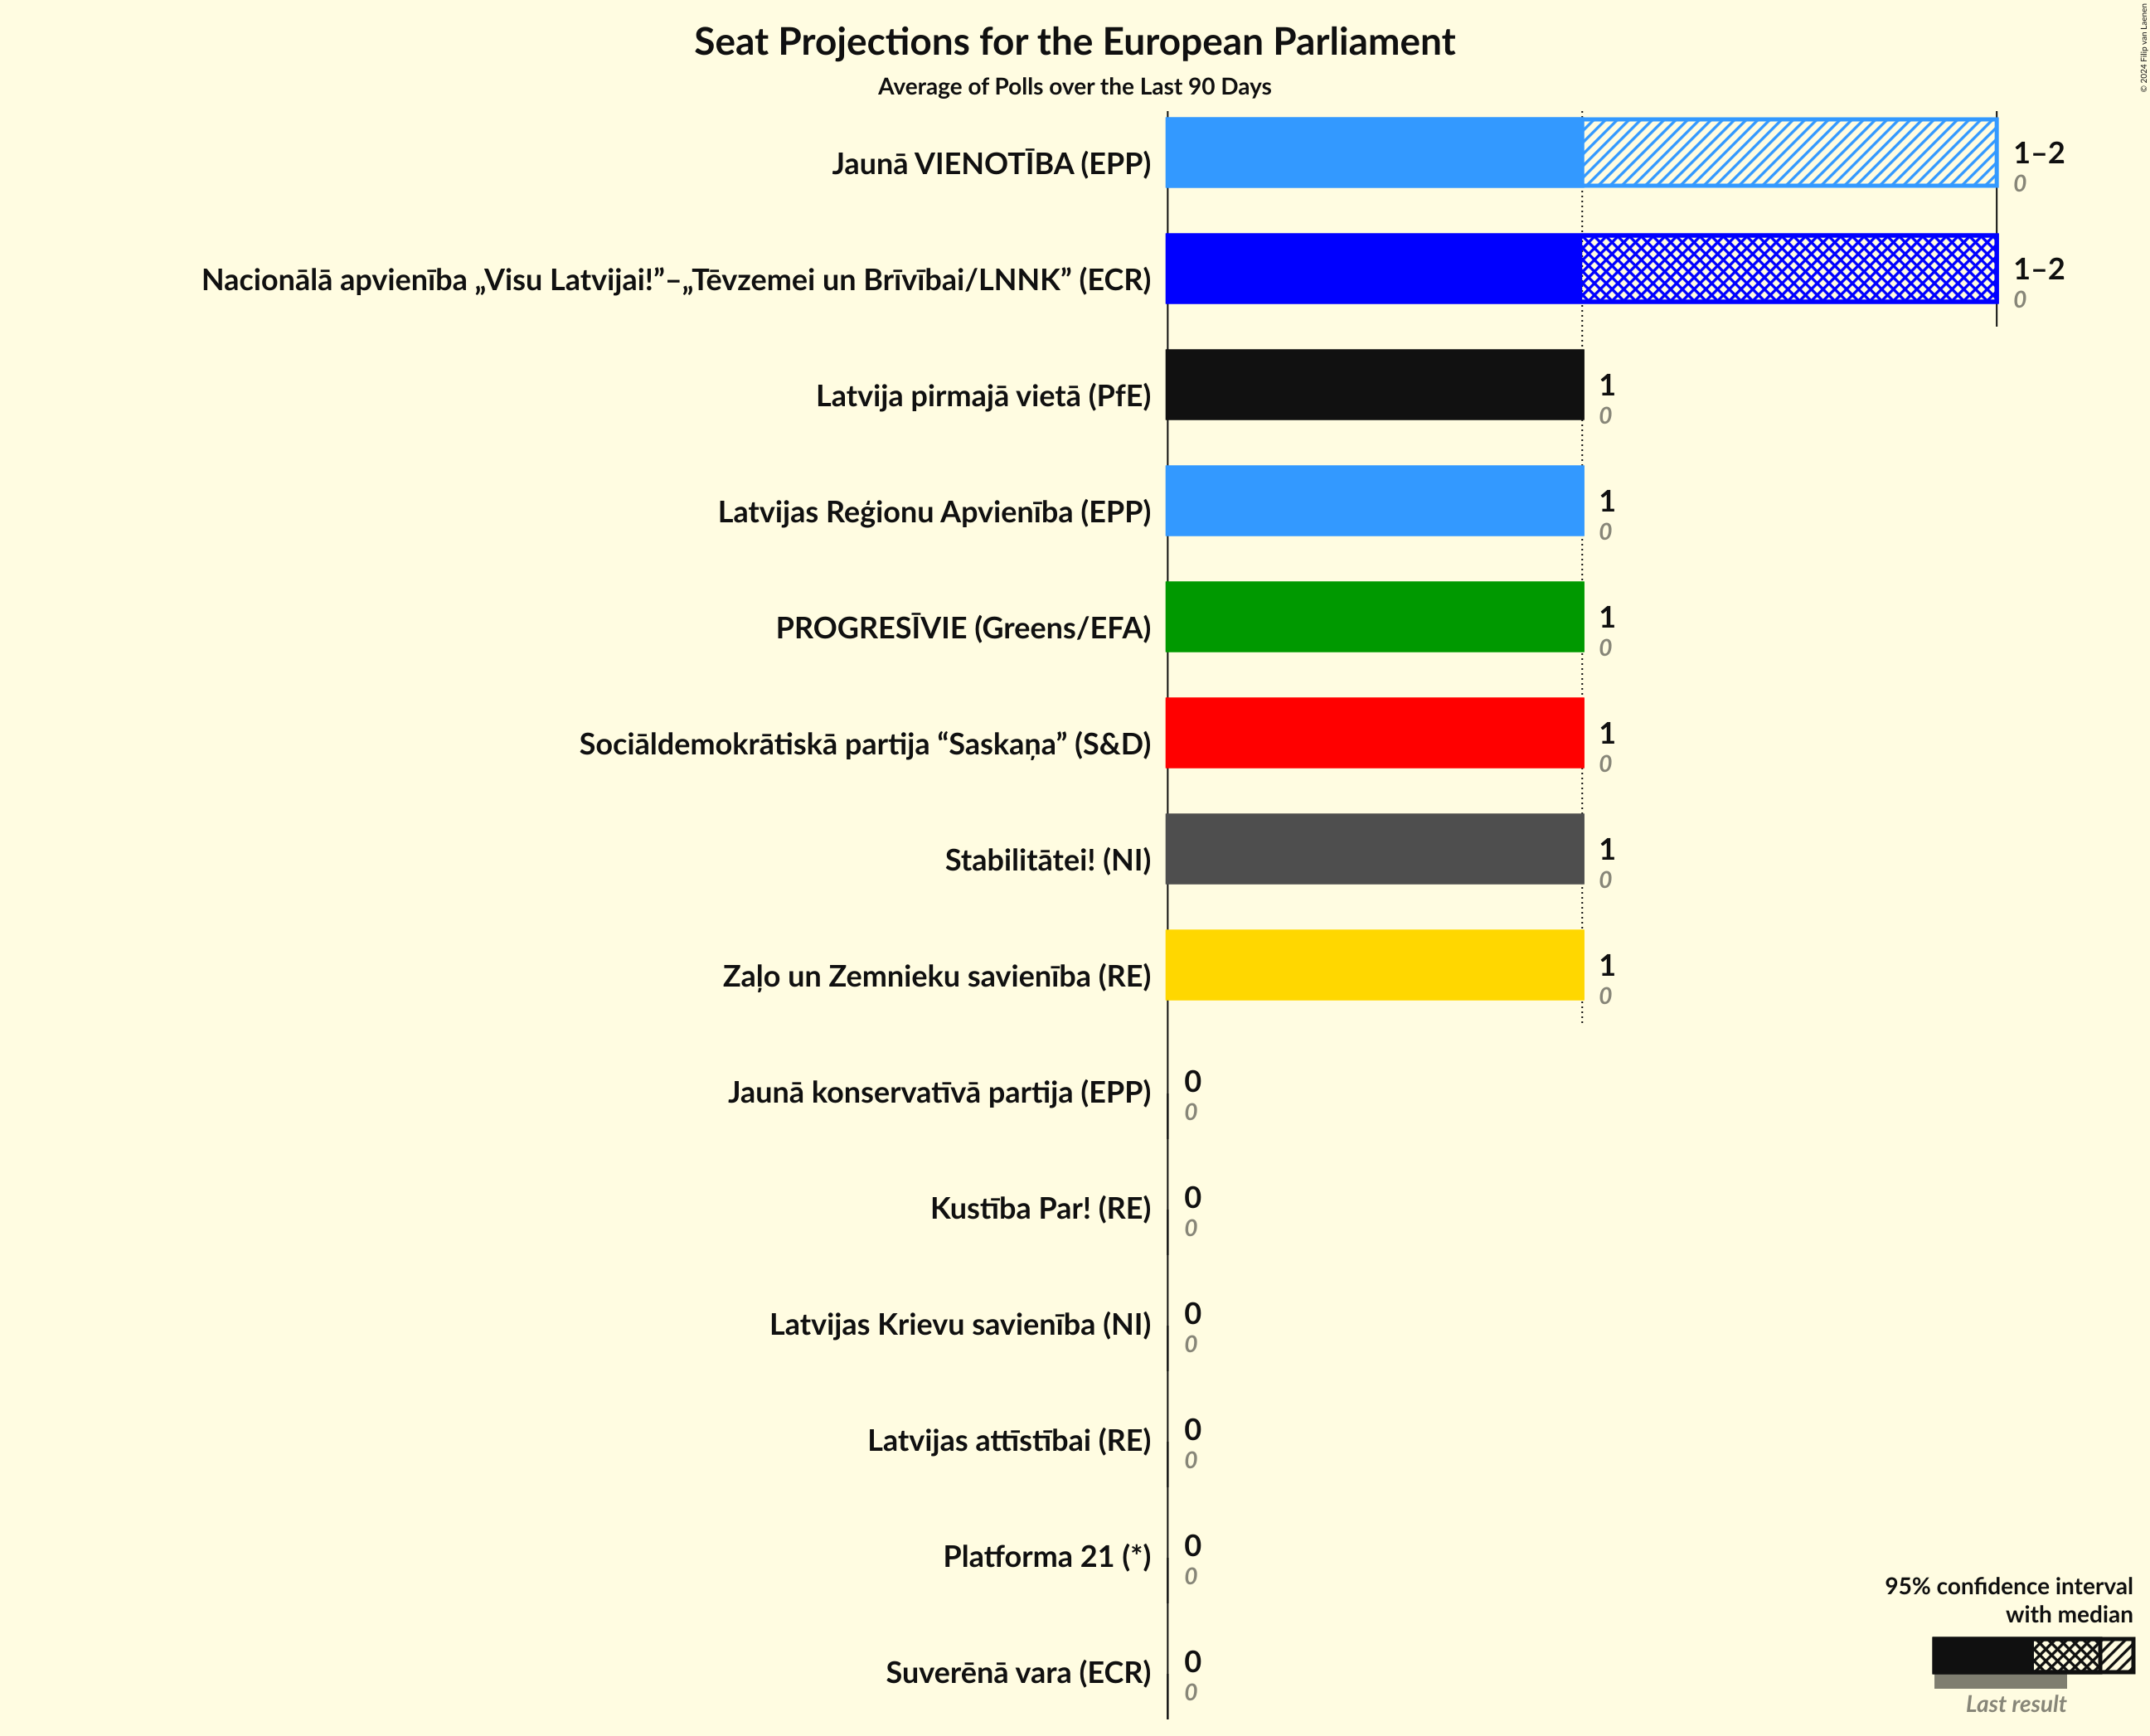 Seat Projections for the European Parliament
Average of Polls over the Last 90 Days
© 2024 Filip van Laenen
Jaunā VIENOTĪBA (EPP)
1–2
0
Nacionālā apvienība „Visu Latvijai!”–„Tēvzemei un Brīvībai/LNNK” (ECR)
1–2
0
Latvija pirmajā vietā (PfE)
1
0
Latvijas Reģionu Apvienība (EPP)
1
0
PROGRESĪVIE (Greens/EFA)
1
0
Sociāldemokrātiskā partija “Saskaņa” (S&D)
1
0
Stabilitātei! (NI)
1
0
Zaļo un Zemnieku savienība (RE)
1
0
Jaunā konservatīvā partija (EPP)
0
0
Kustība Par! (RE)
0
0
Latvijas Krievu savienība (NI)
0
0
Latvijas attīstībai (RE)
0
0
Platforma 21 (*)
0
0
Suverēnā vara (ECR)
0
0
95% confidence interval
with median
Last result